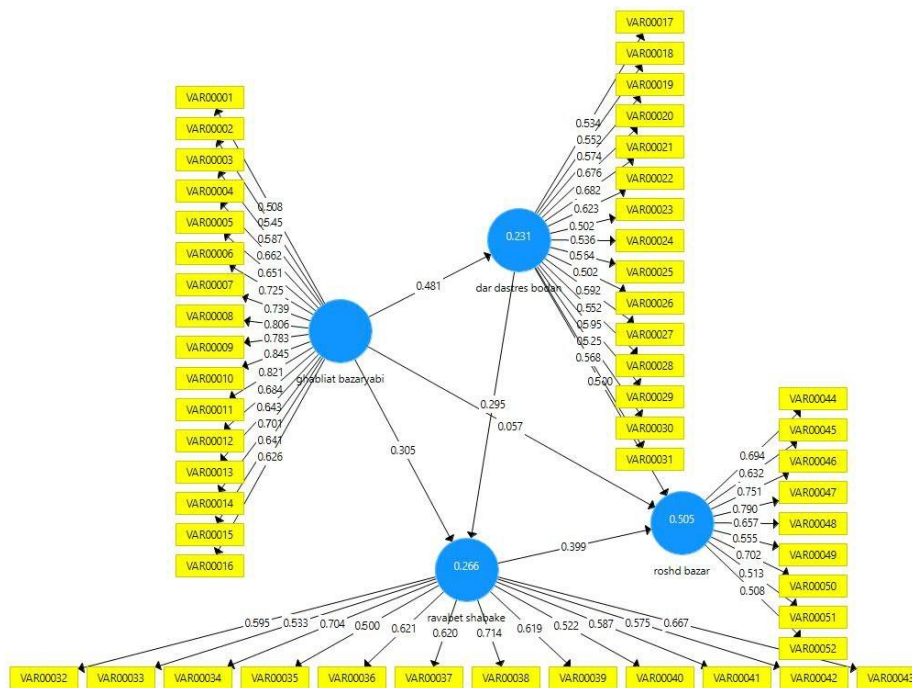 VAR00001
VAR00002
VAR00003
VAR00004
VAR00005
VAR00006
VAR00007
VAR00008
VAR00009
VAR00010
VAR00011
VAR00012
VAR00013
VAR00014
VAR00015
VAR00016
0.508
0.545
0.587
0.662
0.651
0.725
0.739
0.806
0.783
0.845
0.821
0.684
0.643
0.701
0.641
0.626
ghabliat bazaryabi
0.481
0.305
0.057
0.295
0.399
0.231
dar dastres bodan
0.534
0.552
0.574
0.676
0.682
0.623
0.502
0.536
0.564
0.502
0.592
0.552
0.595
0.525
0.568
0.500
VAR00017
VAR00018
VAR00019
VAR00020
VAR00021
VAR00022
VAR00023
VAR00024
VAR00025
VAR00026
VAR00027
VAR00028
VAR00029
VAR00030
VAR00031
0.505
roshd bazar
0.694
0.632
0.751
0.790
0.657
0.555
0.702
0.513
0.508
VAR00044
VAR00045
VAR00046
VAR00047
VAR00048
VAR00049
VAR00050
VAR00051
VAR00052
0.266
ravabet shabake
0.595
0.533
0.704
0.500
0.621
0.620
0.714
0.619
0.522
0.587
0.575
0.667
VAR00032
VAR00033
VAR00034
VAR00035
VAR00036
VAR00037
VAR00038
VAR00039
VAR00040
VAR00041
VAR00042
VAR00043